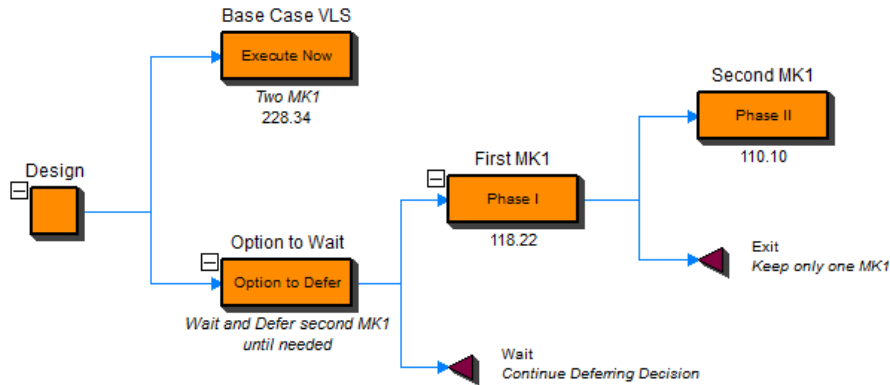 Base Case VLS
Execute Now
Two MK1
228.34
Second MK1
Phase II
110.10
First MK1
Phase I
118.22
Design
Option to Wait
Option to Defer
Wait and Defer second MK1
until needed
Exit
Keep only one MK1
Wait
Continue Deferring Decision